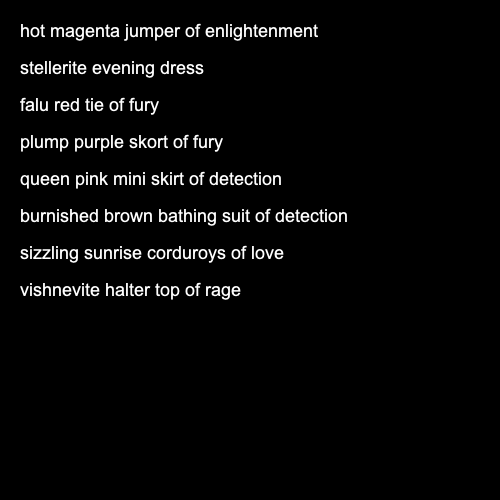 hot magenta jumper of enlightenment
stellerite evening dress
falu red tie of fury
plump purple skort of fury
queen pink mini skirt of detection
burnished brown bathing suit of detection
sizzling sunrise corduroys of love
vishnevite halter top of rage